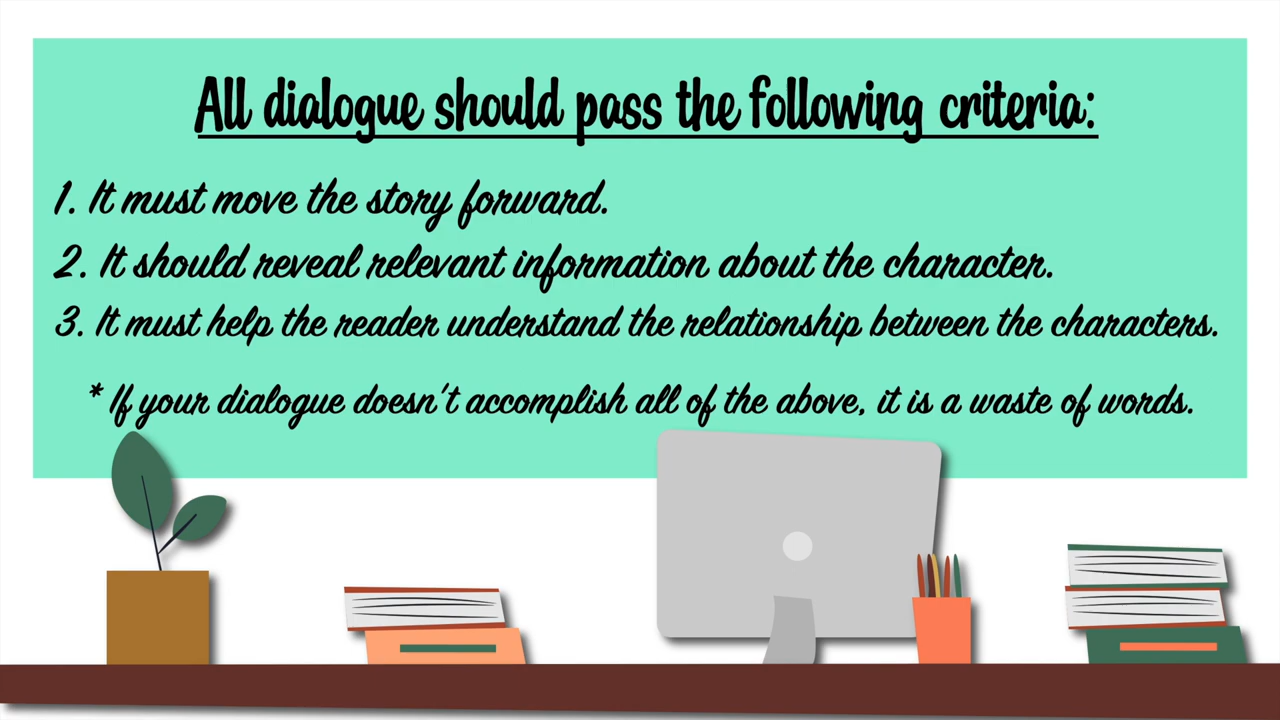 All dialogue should pass the following criteria:
1. It must move the story forward.
2. It should reveal relevant information about the character.
3. It must help the reader understand the relationship between the characters.
* If your dialogue doesn't accomplish all of the above, it is a waste of words.